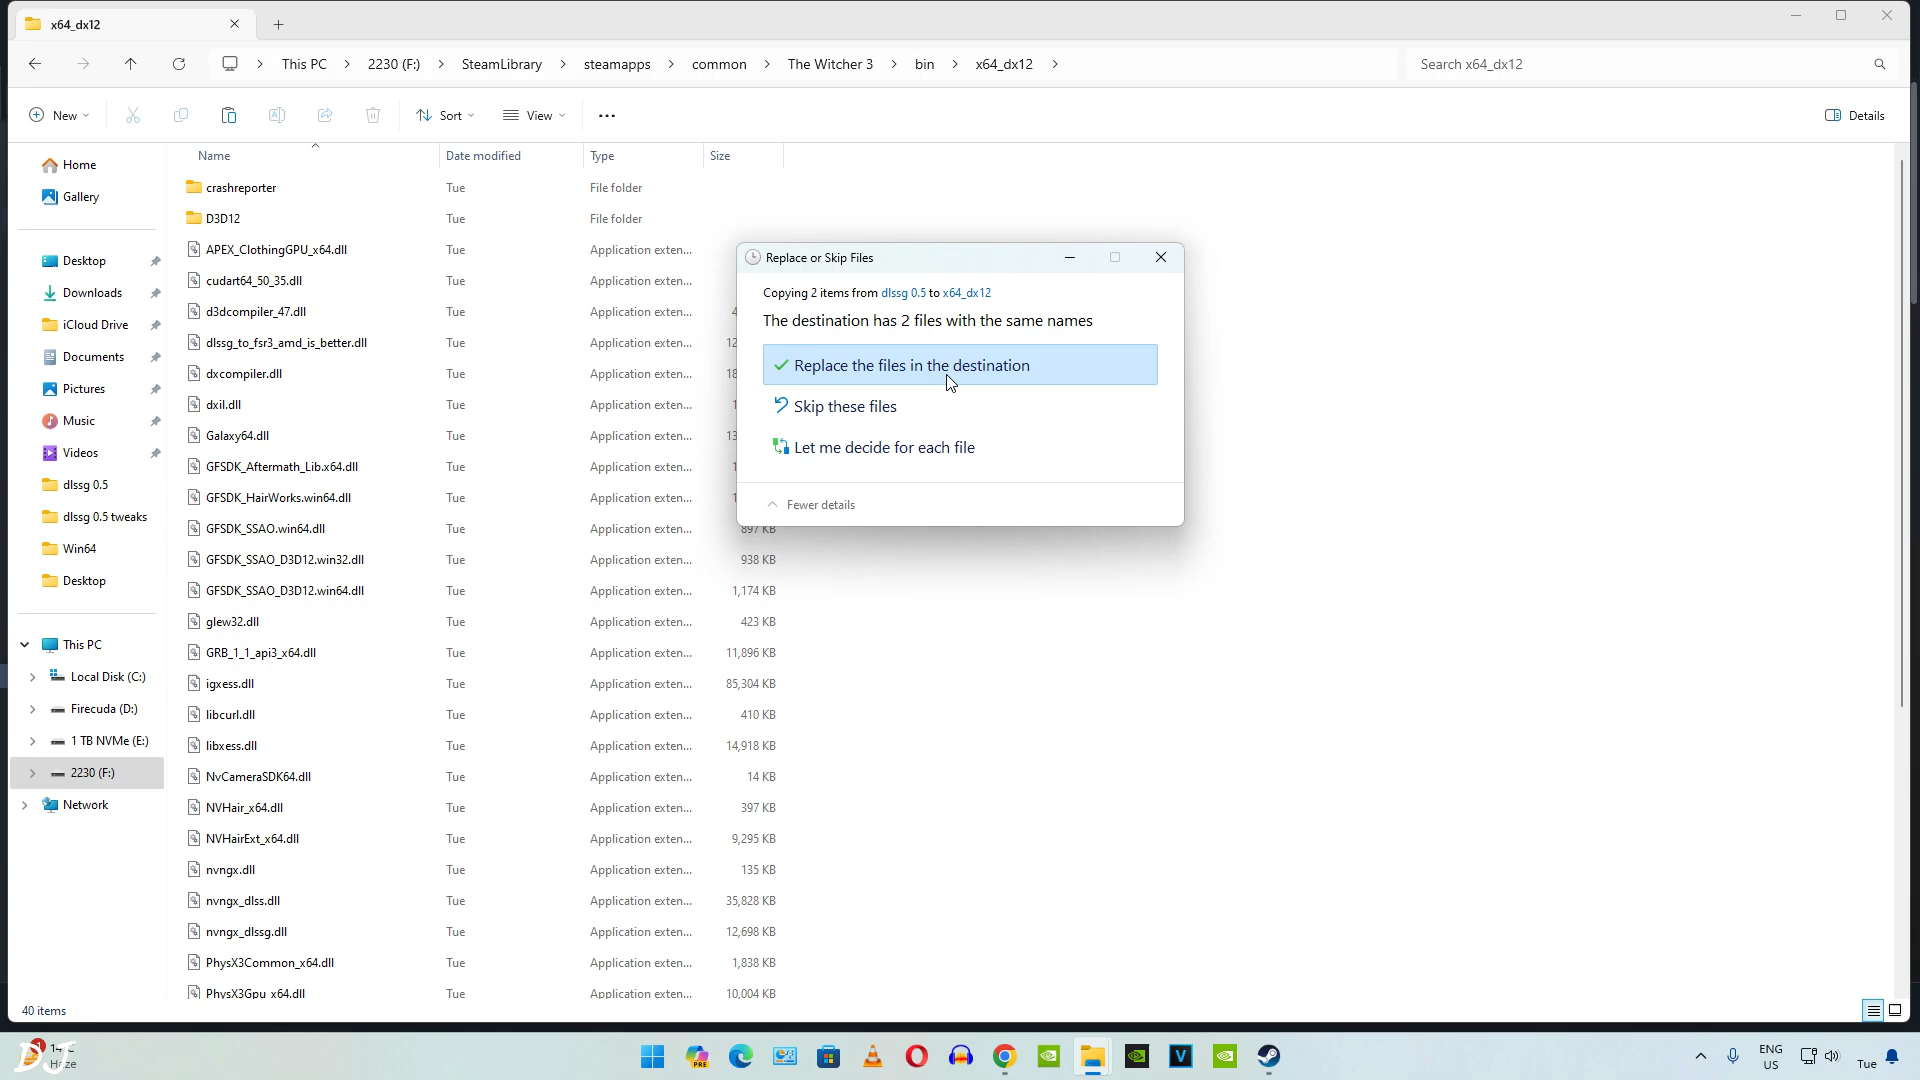 x64_dx12
This PC
2230 (F:)
SteamLibrary
steamapps
common
The Witcher 3
bin
x64_dx12
Search x64_dx12
New
Sort
View
Details
Home
Gallery
Desktop
Downloads
iCloud Drive
Documents
Pictures
Music
Videos
dlssg 0.5
dlssg 0.5 tweaks
Win64
Desktop
This PC
Local Disk (C:)
Firecuda (D:)
1 TB NVMe (E:)
2230 (F:)
Network
Name Date modified Type Size
crashreporter Tue File folder
D3D12 Tue File folder
APEX_ClothingGPU_x64.dll Tue Application exten...
cudart64_50_35.dll Tue Application exten...
d3dcompiler_47.dll Tue Application exten... 4
dlssg_to_fsr3_amd_is_better.dll Tue Application exten... 12
dxcompiler.dll Tue Application exten... 18
dxil.dll Tue Application exten... 1
Galaxy64.dll Tue Application exten... 13
GFSDK_Aftermath_Lib.x64.dll Tue Application exten... 1
GFSDK_HairWorks.win64.dll Tue Application exten... 1
GFSDK_SSAO.win64.dll Tue Application exten... 897 KB
GFSDK_SSAO_D3D12.win32.dll Tue Application exten... 938 KB
GFSDK_SSAO_D3D12.win64.dll Tue Application exten... 1,174 KB
glew32.dll Tue Application exten... 423 KB
GRB_1_1_api3_x64.dll Tue Application exten... 11,896 KB
igxess.dll Tue Application exten... 85,304 KB
libcurl.dll Tue Application exten... 410 KB
libxess.dll Tue Application exten... 14,918 KB
NvCameraSDK64.dll Tue Application exten... 14 KB
NVHair_x64.dll Tue Application exten... 397 KB
NVHairExt_x64.dll Tue Application exten... 9,295 KB
nvngx.dll Tue Application exten... 135 KB
nvngx_dlss.dll Tue Application exten... 35,828 KB
nvngx_dlssg.dll Tue Application exten... 12,698 KB
PhysX3Common_x64.dll Tue Application exten... 1,838 KB
PhysX3Gpu_x64.dll Tue Application exten... 10,004 KB
Replace or Skip Files
Copying 2 items from dlssg 0.5 to x64_dx12
The destination has 2 files with the same names
Replace the files in the destination
Skip these files
Let me decide for each file
Fewer details
40 items
DJ
Haze
PRE
V
ENG
US
Tue